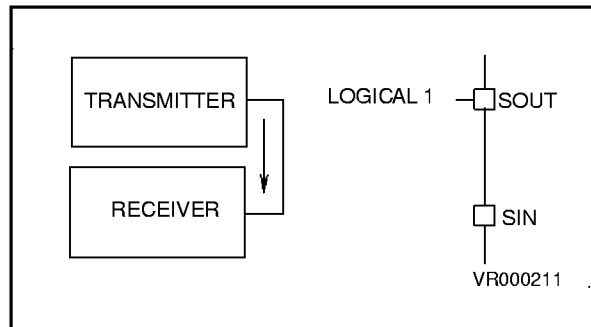 TRANSMITTER
RECEIVER
LOGICAL 1
SOUT
SIN
VR000211